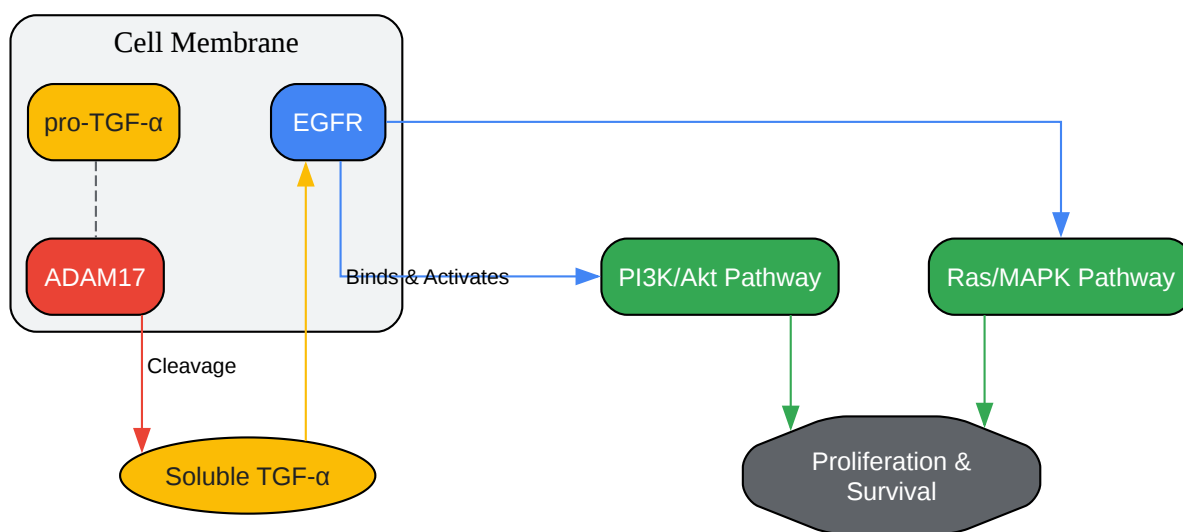 Cell Membrane
pro-TGF-α
EGFR
ADAM17
Binds & Activates
PI3K/Akt Pathway
Ras/MAPK Pathway
Cleavage
Soluble TGF-α
Proliferation &
Survival